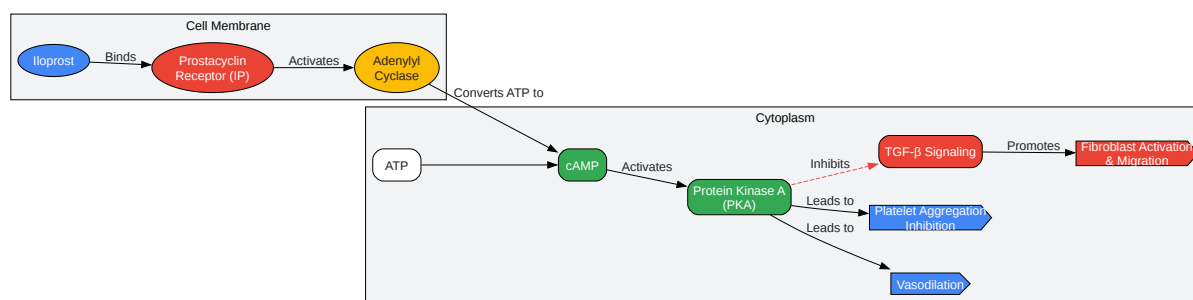 Cell Membrane
Iloprost
Binds
Prostacyclin
Receptor (IP)
Activates
Adenylyl
Cyclase
Converts ATP to
Cytoplasm
ATP
cAMP
Activates
Protein Kinase A
(PKA)
Inhibits
TGF-β Signaling
Promotes
Fibroblast Activation
& Migration
Leads to
Platelet Aggregation
Inhibition
Leads to
Vasodilation